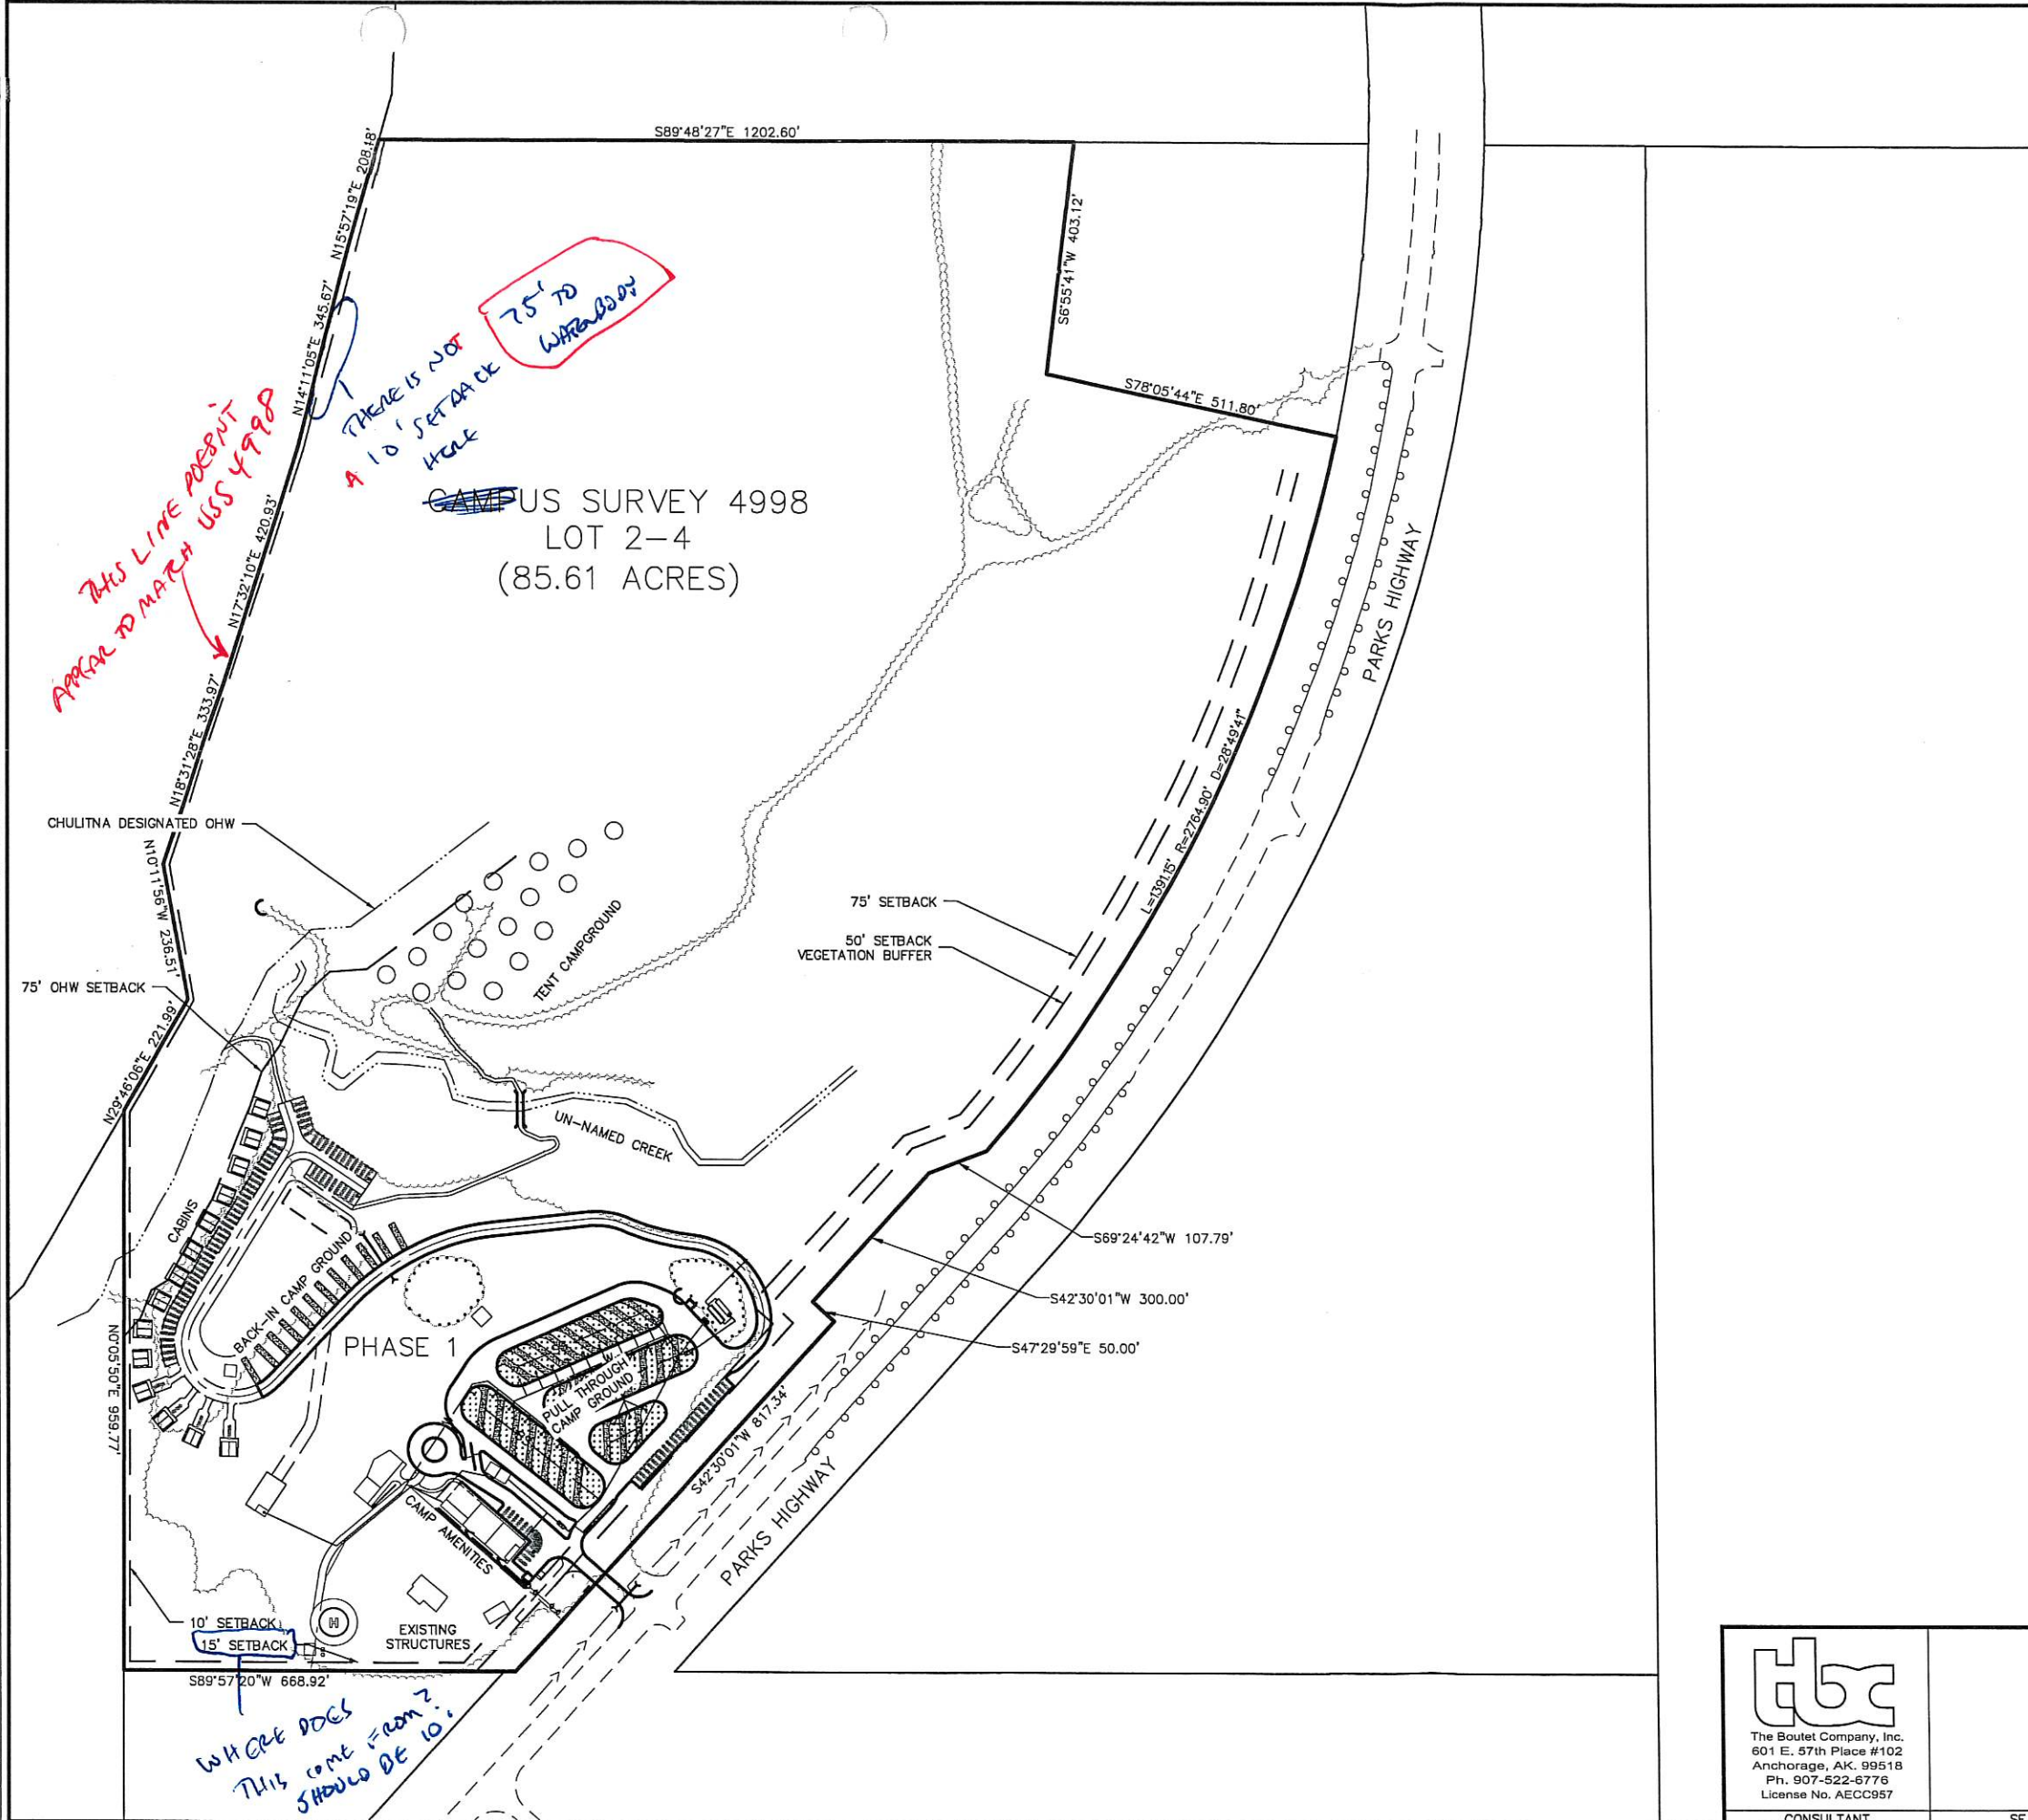 S89°48'27"E 1202.60'
N15°57'19"E 208.18'
S6°55'41"W 403.12'
N14°11'05"E 345.67'
75' TO
WATERBODY
THERE IS NOT
A 10' SETBACK
HERE
S78°05'44"E 511.80'
THIS LINE DOESN'T
APPEAR TO MATCH USS 4998
CAMPUS SURVEY 4998
LOT 2-4
(85.61 ACRES)
N17°32'10"E 420.93'
PARKS HIGHWAY
N18°31'28"E 333.97'
L=1391.15' R=2764.90' D=28°49'41"
CHULITNA DESIGNATED OHW
N10°11'56"W 236.51'
TENT CAMPGROUND
75' SETBACK
50' SETBACK
VEGETATION BUFFER
75' OHW SETBACK
N29°46'06"E 221.99'
UN-NAMED CREEK
CABINS
BACK-IN CAMP GROUND
S69°24'42"W 107.79'
S42°30'01"W 300.00'
S47°29'59"E 50.00'
N0°05'50"E 959.77'
PHASE 1
PULL THROUGH
CAMP GROUND
S42°30'01"W 817.34'
PARKS HIGHWAY
CAMP AMENITIES
10' SETBACK
15' SETBACK
H
EXISTING
STRUCTURES
S89°57'20"W 668.92'
WHERE DOES
THIS COME FROM?
SHOULD BE 10'.
tbc
The Boutet Company, Inc.
601 E. 57th Place #102
Anchorage, AK. 99518
Ph. 907-522-6776
License No. AECC957
CONSULTANT